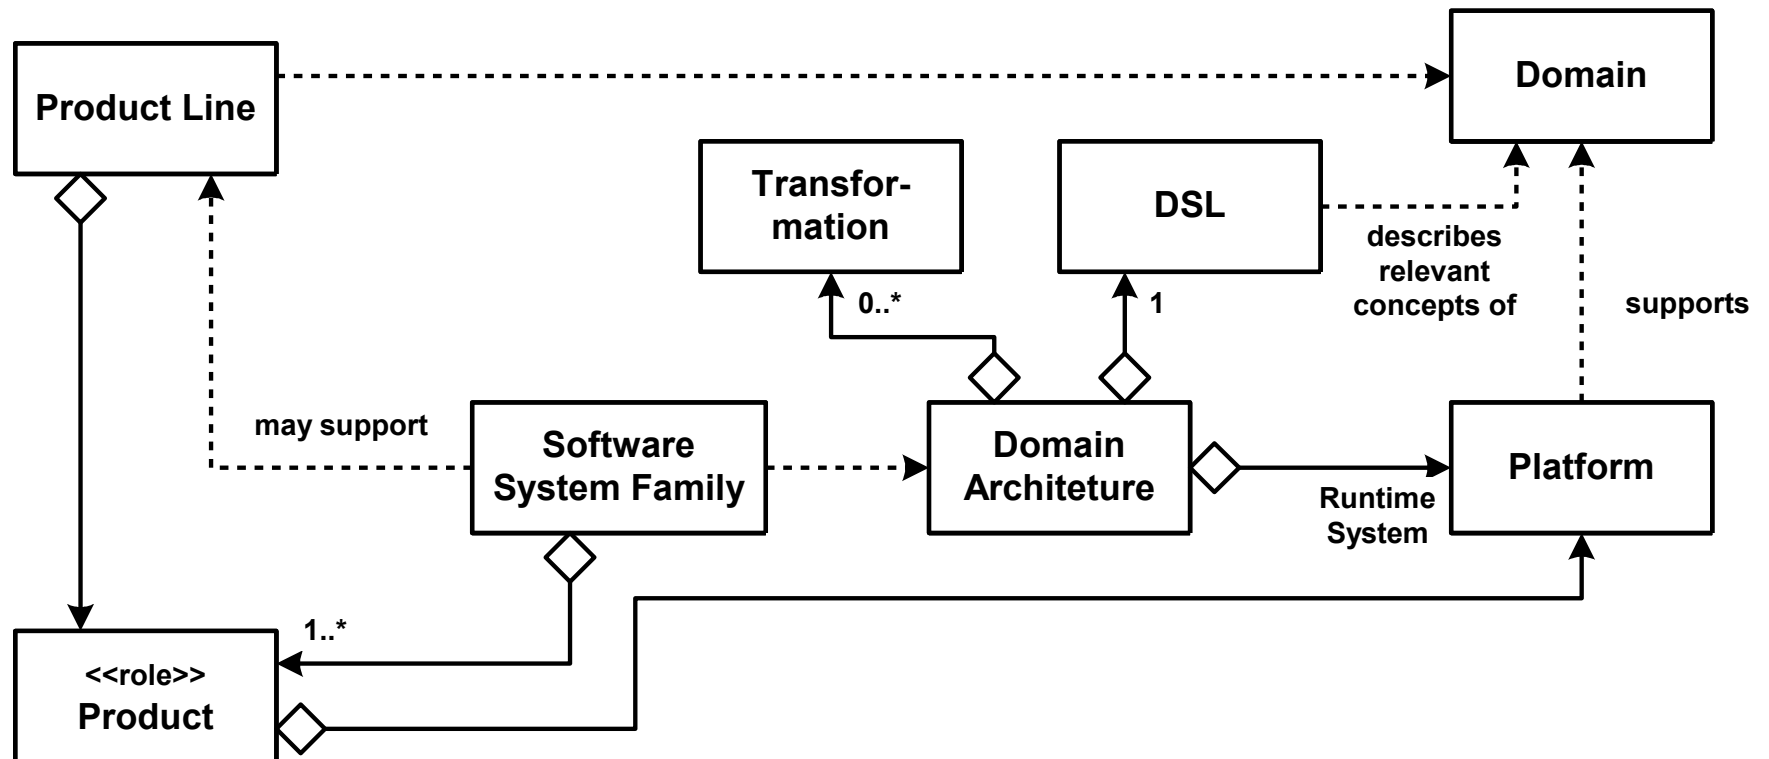 Product Line
Domain
Transfor-
mation
DSL
describes
relevant
concepts of
supports
0..*
1
may support
Software
System Family
Domain
Architeture
Runtime
System
Platform
1..*
<<role>>
Product